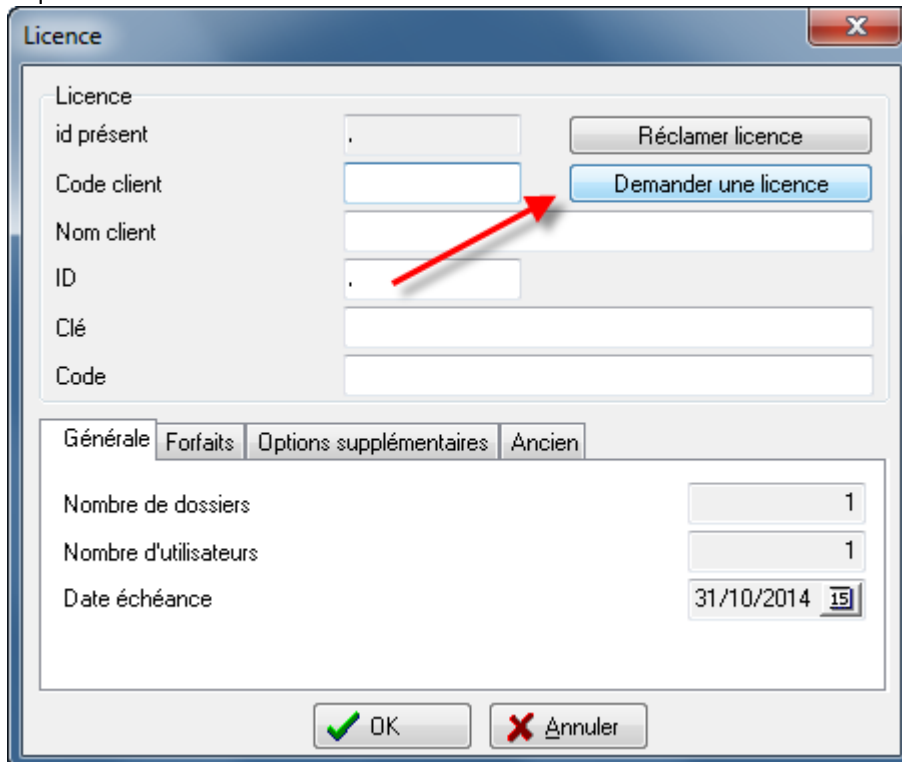 Licence
Licence
id présent . Réclamer licence
Code client Demander une licence
Nom client
ID .
Clé
Code
Générale Forfaits Options supplémentaires Ancien
Nombre de dossiers 1
Nombre d'utilisateurs 1
Date échéance 31/10/2014 15
OK Annuler